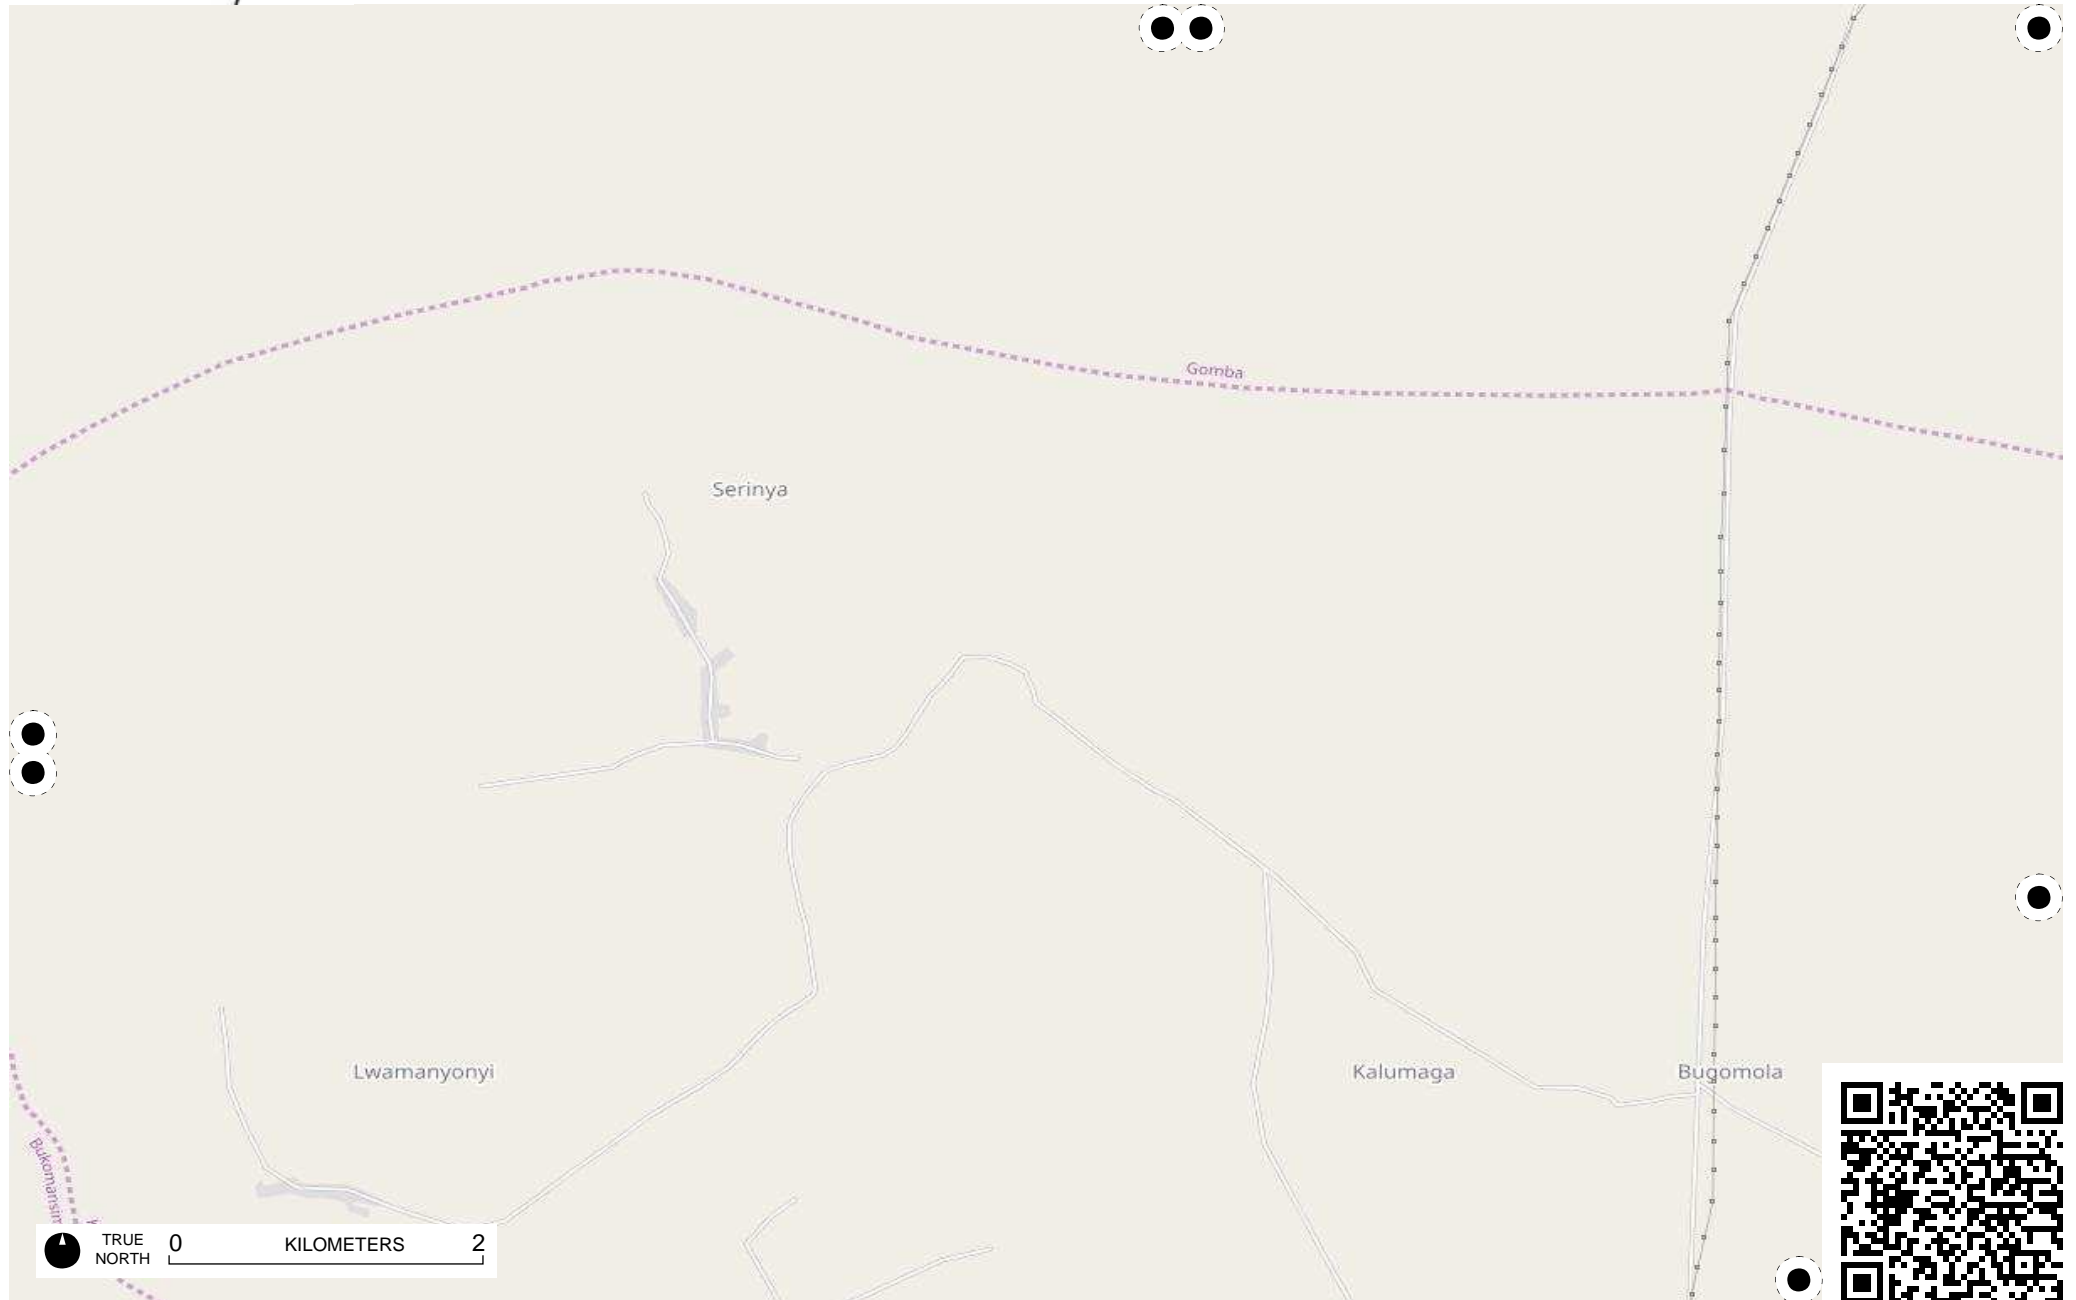 Gomba
Serinya
Lwamanyonyi
Kalumaga
Bugomola
TRUE
NORTH
0 KILOMETERS 2